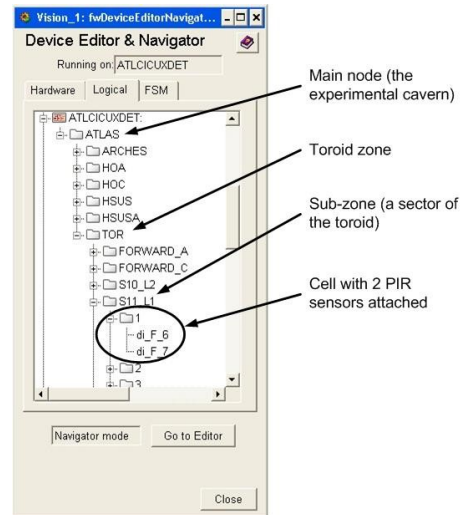 Vision_1: fwDeviceEditorNavigat...
Device Editor & Navigator
Running on: ATLCICUXDET
Hardware Logical FSM
ATLCICUXDET:
ATLAS
ARCHES
HOA
HOC
HSUS
HSUSA
TOR
FORWARD_A
FORWARD_C
S10_L2
S11_L1
1
di_F_6
di_F_7
2
3
Navigator mode Go to Editor
Close
Main node (the
experimental cavern)
Toroid zone
Sub-zone (a sector of
the toroid)
Cell with 2 PIR
sensors attached